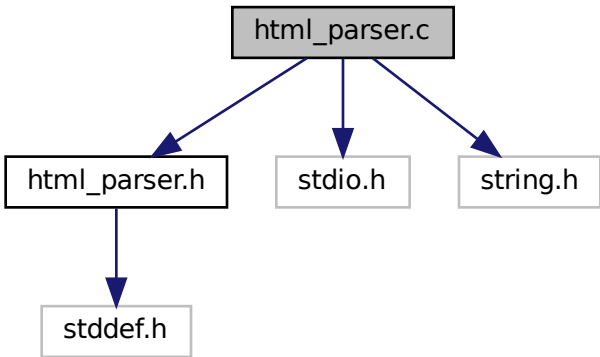 html_parser.c
html_parser.h
stdio.h
string.h
stddef.h